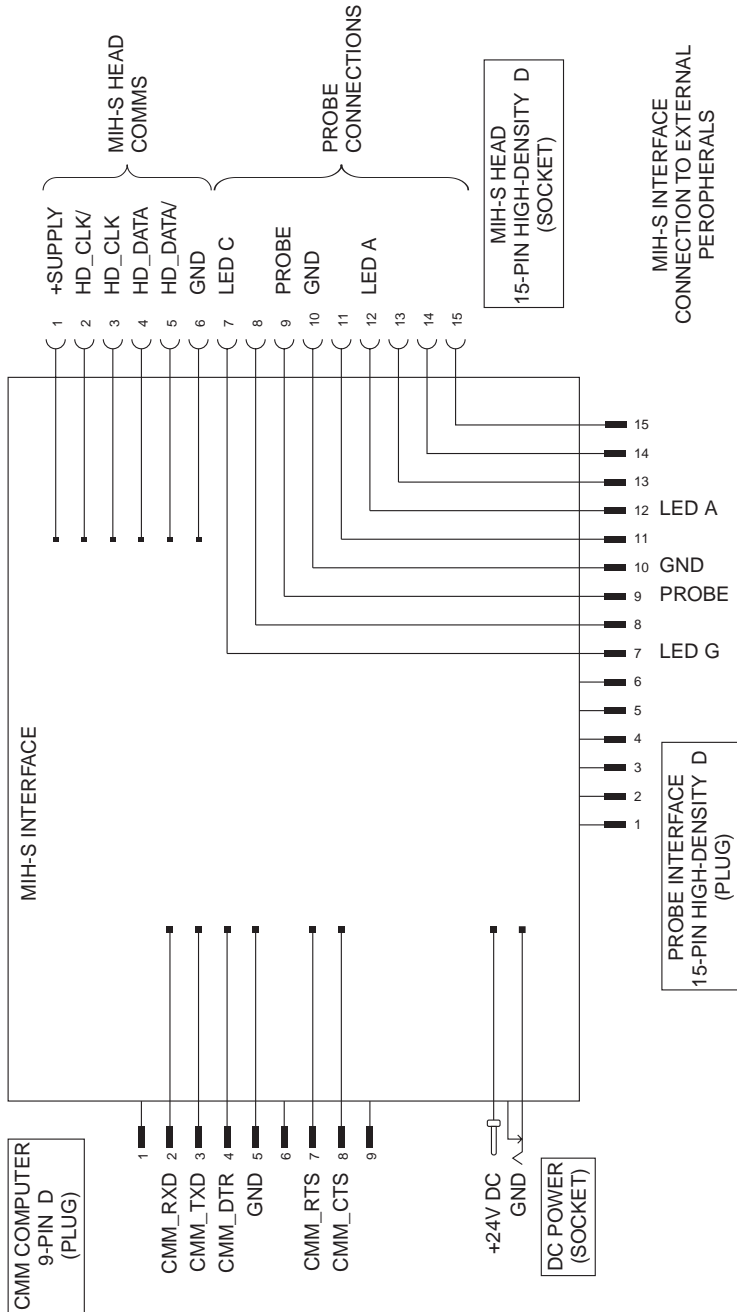 MIH-S INTERFACE
CMM COMPUTER
9-PIN D
(PLUG)
1
2
3
4
5
6
7
8
9
CMM_RXD
CMM_TXD
CMM_DTR
GND
CMM_RTS
CMM_CTS
+24V DC
GND
DC POWER
(SOCKET)
1
2
3
4
5
6
7
8
9
10
11
12
13
14
15
+SUPPLY
HD_CLK/
HD_CLK
HD_DATA
HD_DATA/
GND
LED C
PROBE
GND
LED A
MIH-S HEAD
COMMS
PROBE
CONNECTIONS
MIH-S HEAD
15-PIN HIGH-DENSITY D
(SOCKET)
15
14
13
12 LED A
11
10 GND
9 PROBE
8
7 LED G
6
5
4
3
2
1
PROBE INTERFACE
15-PIN HIGH-DENSITY D
(PLUG)
MIH-S INTERFACE
CONNECTION TO EXTERNAL
PEROPHERALS